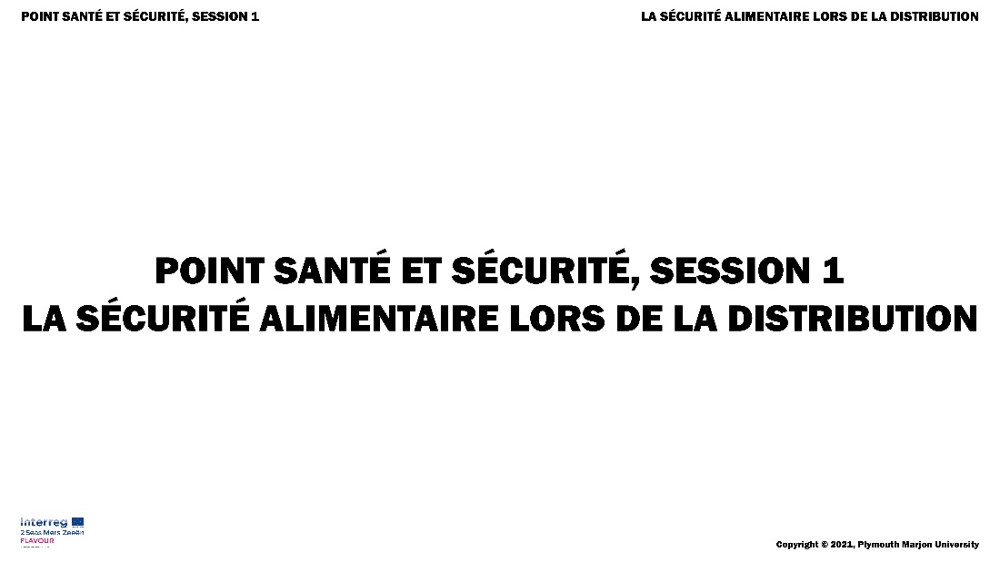 POINT SANTÉ ET SÉCURITÉ, SESSION 1
LA SÉCURITÉ ALIMENTAIRE LORS DE LA DISTRIBUTION
POINT SANTÉ ET SÉCURITÉ, SESSION 1
LA SÉCURITÉ ALIMENTAIRE LORS DE LA DISTRIBUTION
Interreg
2 Seas Mers Zeeën
FLAVOUR
Copyright © 2021, Plymouth Marjon University